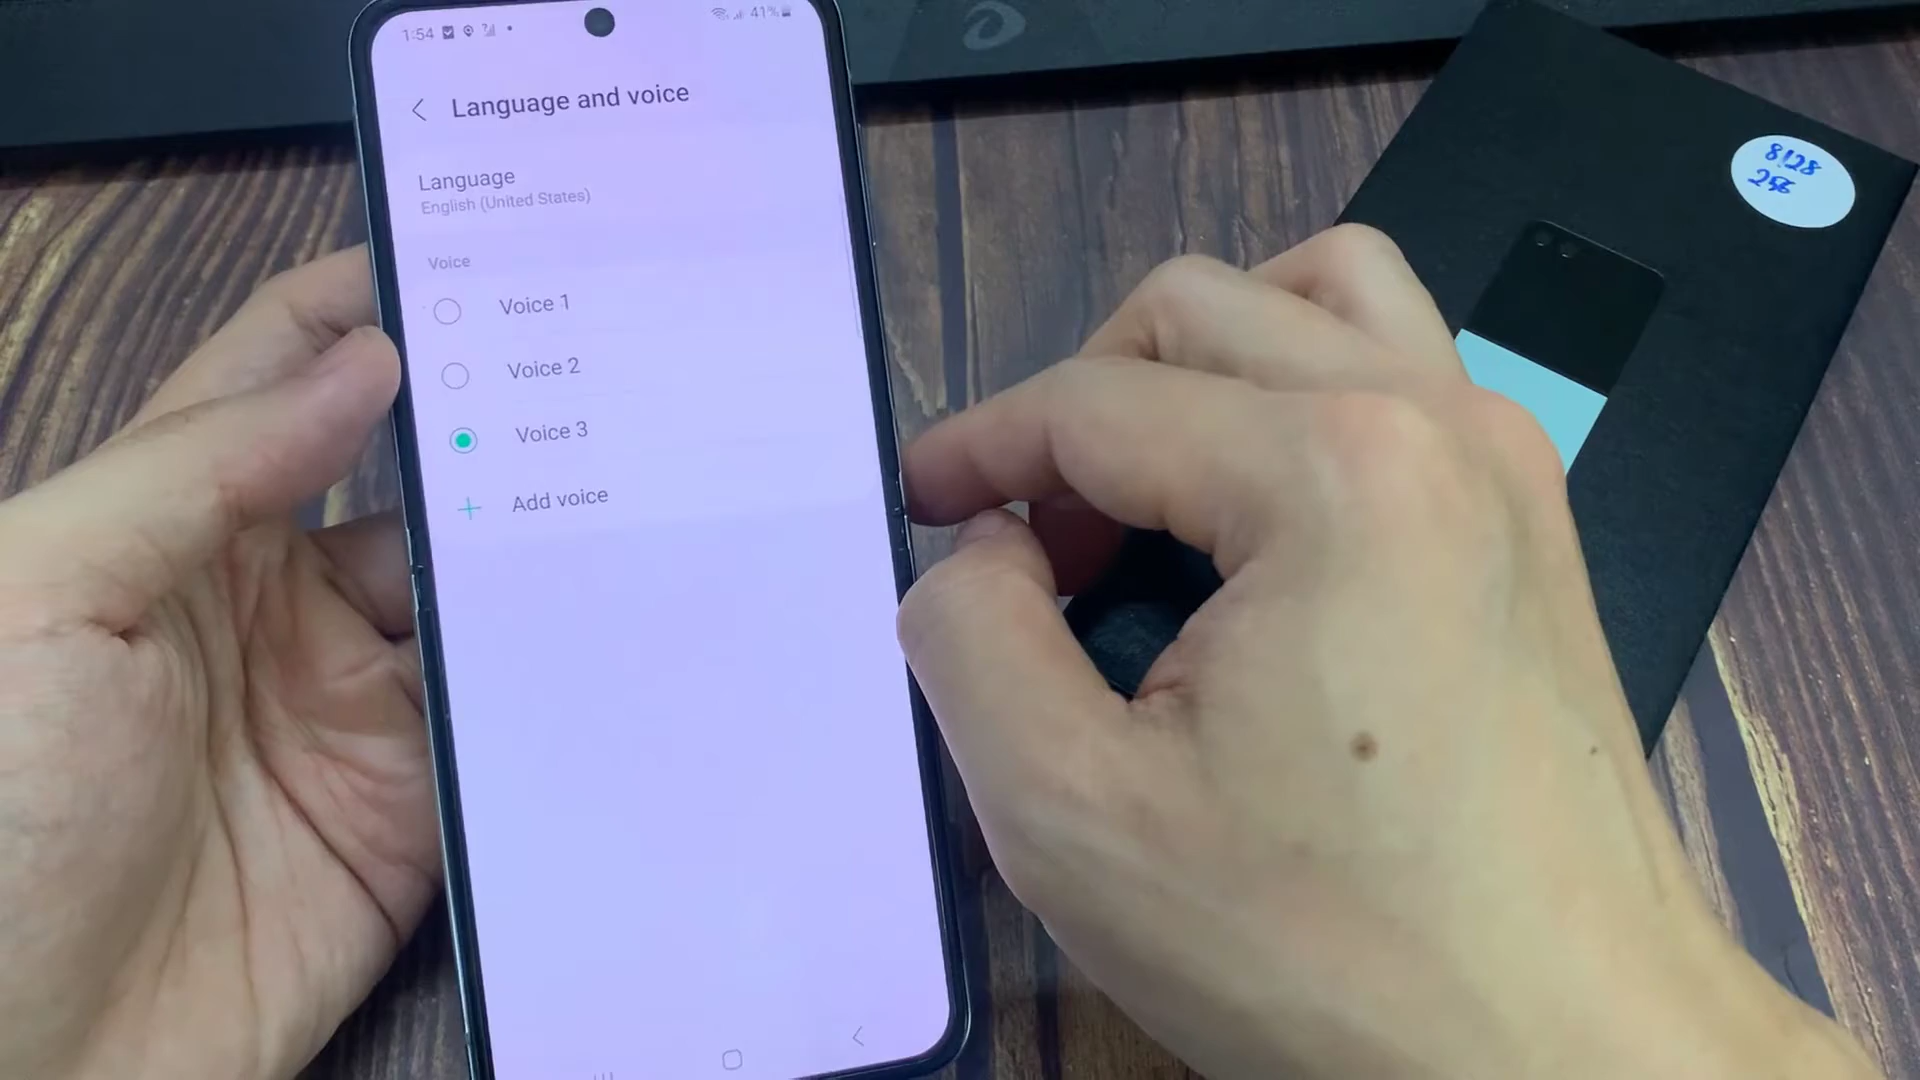 1:54
41%
Language and voice
Language
English (United States)
Voice
Voice 1
Voice 2
Voice 3
Add voice
8/128
256